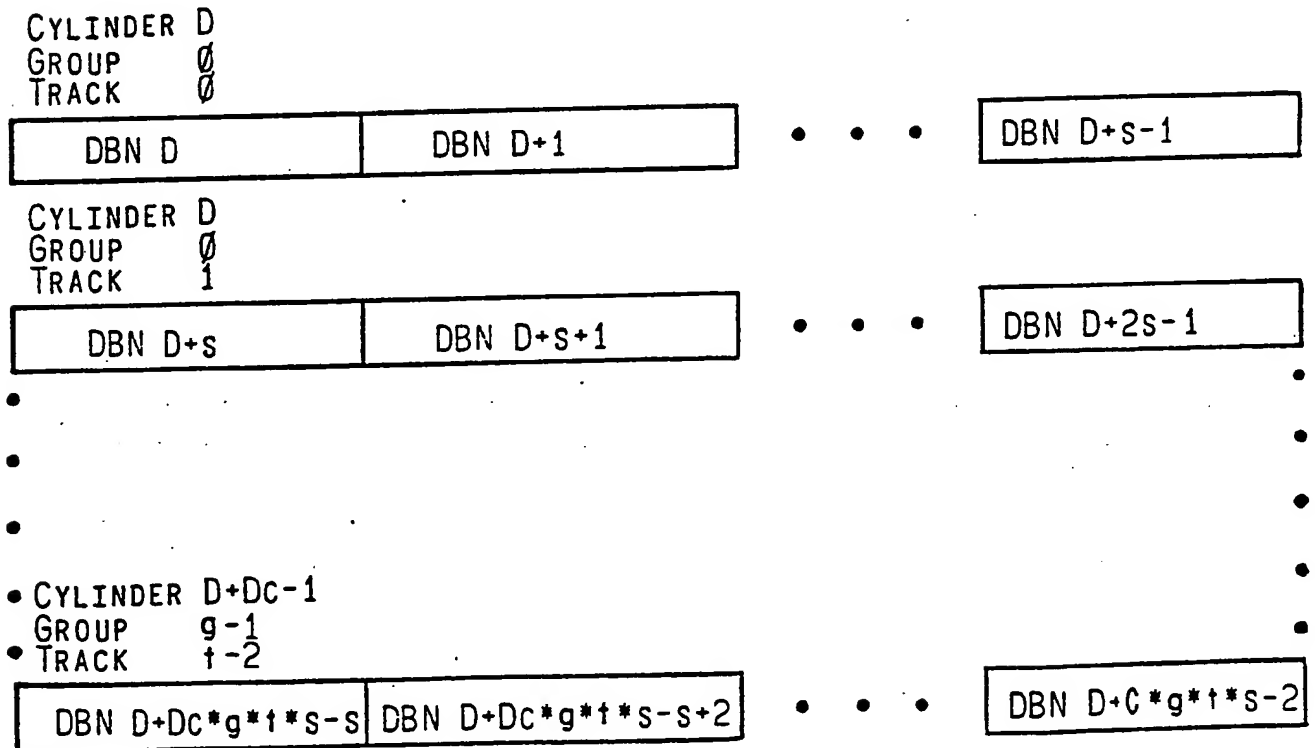 CYLINDER D
GROUP Ø
TRACK Ø
DBN D DBN D+1 • • • DBN D+s-1
CYLINDER D
GROUP Ø
TRACK 1
DBN D+s DBN D+s+1 • • • DBN D+2s-1
CYLINDER D+Dc-1
GROUP g-1
TRACK t-2
DBN D+Dc*g*t*s-s DBN D+Dc*g*t*s-s+2 • • • DBN D+C*g*t*s-2